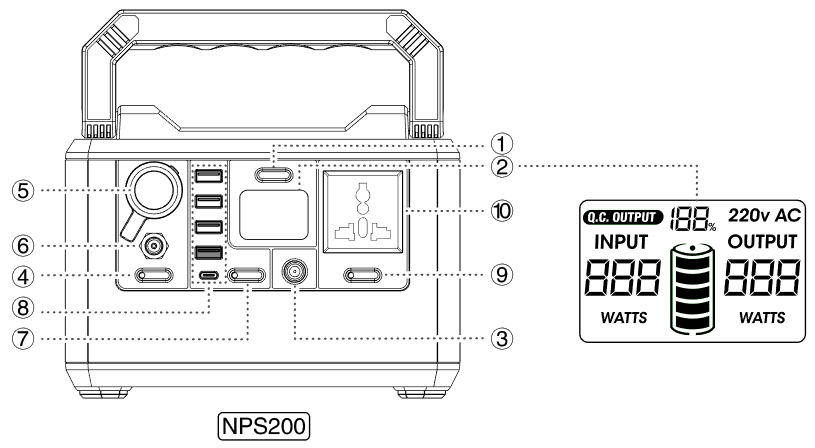 ①
②
⑤
⑩
⑥
④
⑨
⑧
⑦
③
Q.C. OUTPUT 188% 220v AC
INPUT OUTPUT
888 888
WATTS WATTS
NPS200